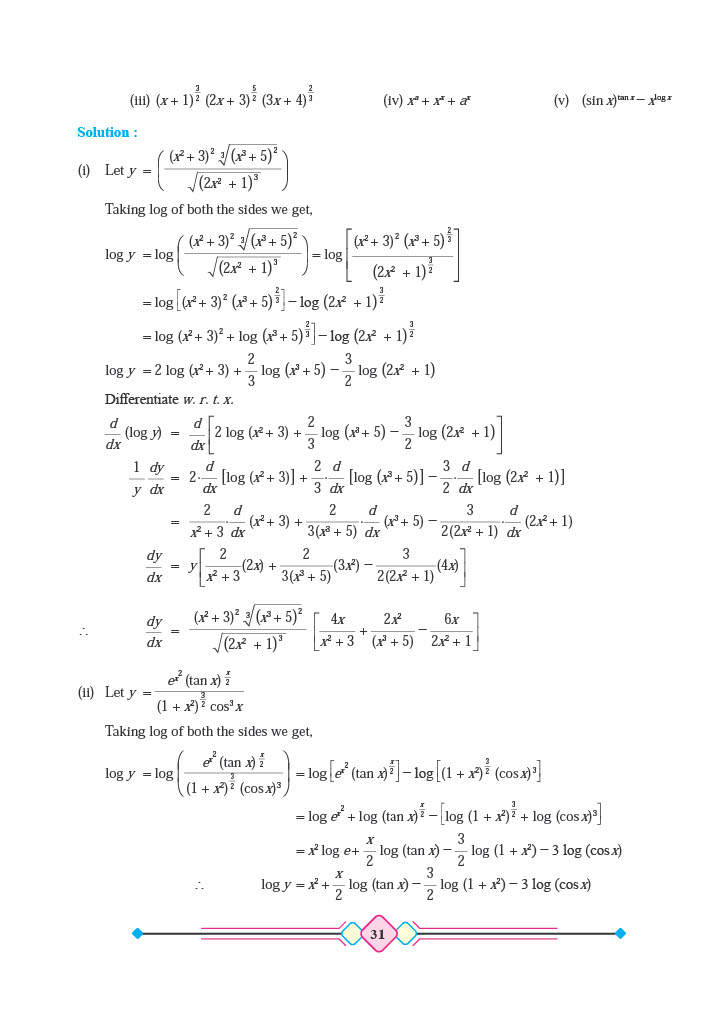 (iii) (x + 1)^(3/2) (2x + 3)^(5/2) (3x + 4)^(2/3) (iv) x^a + x^x + a^x (v) (sin x)^(tan x) – x^(log x)
Solution :
(i) Let y = ( (x² + 3)² ∛(x³ + 5)² / √(2x² + 1)³ )
Taking log of both the sides we get,
log y = log ( (x² + 3)² ∛(x³ + 5)² / √(2x² + 1)³ ) = log [ (x² + 3)² (x³ + 5)^(2/3) / (2x² + 1)^(3/2) ]
= log [(x² + 3)² (x³ + 5)^(2/3)] – log (2x² + 1)^(3/2)
= log (x² + 3)² + log (x³ + 5)^(2/3)] – log (2x² + 1)^(3/2)
log y = 2 log (x² + 3) + 2/3 log (x³ + 5) – 3/2 log (2x² + 1)
Differentiate w. r. t. x.
d/dx (log y) = d/dx [2 log (x² + 3) + 2/3 log (x³ + 5) – 3/2 log (2x² + 1)]
1/y dy/dx = 2· d/dx [log (x² + 3)] + 2/3 · d/dx [log (x³ + 5)] – 3/2 · d/dx [log (2x² + 1)]
= 2/(x² + 3) · d/dx (x² + 3) + 2/(3(x³ + 5)) · d/dx (x³ + 5) – 3/(2(2x² + 1)) · d/dx (2x² + 1)
dy/dx = y [ 2/(x² + 3) (2x) + 2/(3(x³ + 5)) (3x²) – 3/(2(2x² + 1)) (4x) ]
∴ dy/dx = (x² + 3)² ∛(x³ + 5)² / √(2x² + 1)³ [ 4x/(x² + 3) + 2x²/(x³ + 5) – 6x/(2x² + 1) ]
(ii) Let y = e^(x²) (tan x)^(x/2) / (1 + x²)^(3/2) cos³ x
Taking log of both the sides we get,
log y = log ( e^(x²) (tan x)^(x/2) / (1 + x²)^(3/2) (cos x)³ ) = log [e^(x²) (tan x)^(x/2)] – log [(1 + x²)^(3/2) (cos x)³]
= log e^(x²) + log (tan x)^(x/2) – [log (1 + x²)^(3/2) + log (cos x)³]
= x² log e + x/2 log (tan x) – 3/2 log (1 + x²) – 3 log (cos x)
∴ log y = x² + x/2 log (tan x) – 3/2 log (1 + x²) – 3 log (cos x)
31